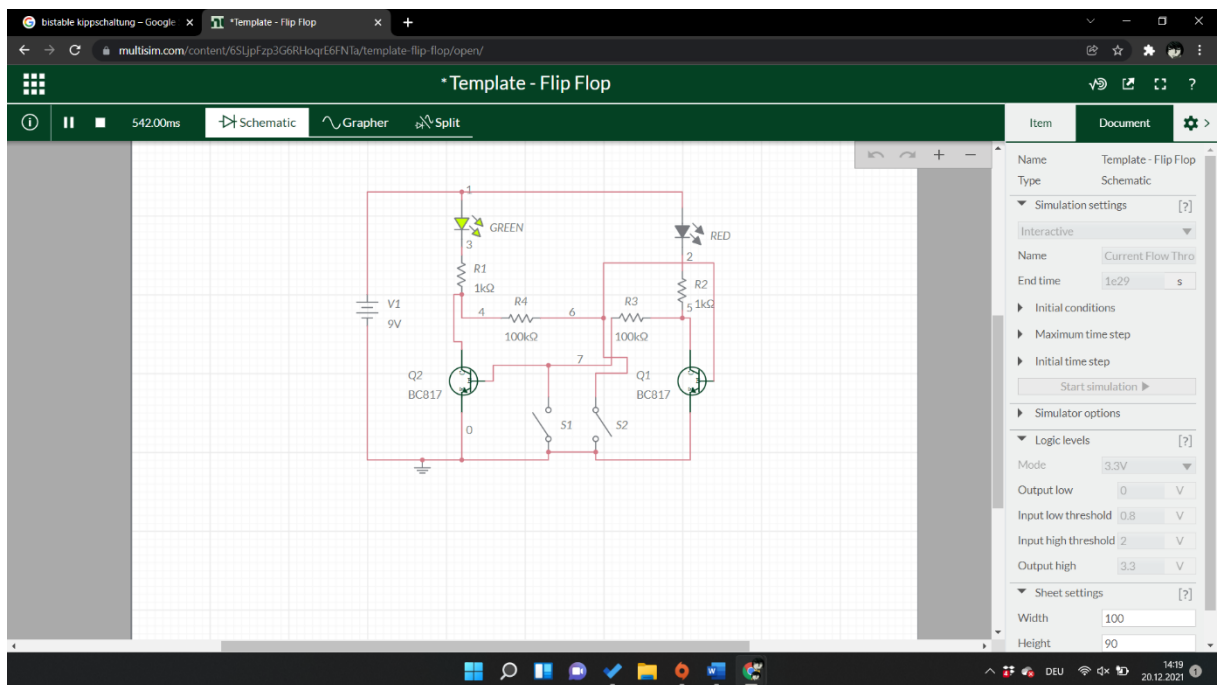 bistable kippschaltung – Google
*Template - Flip Flop
multisim.com/content/6SLjpFzp3G6RHoqrE6FNTa/template-flip-flop/open/
*Template - Flip Flop
542.00ms
Schematic
Grapher
Split
Item
Document
Name Template - Flip Flop
Type Schematic
Simulation settings [?]
Interactive
Name Current Flow Thro
End time 1e29 s
Initial conditions
Maximum time step
Initial time step
Start simulation
Simulator options
Logic levels [?]
Mode 3.3V
Output low 0 V
Input low threshold 0.8 V
Input high threshold 2 V
Output high 3.3 V
Sheet settings [?]
Width 100
Height 90
1
GREEN
RED
3
2
R1
1kΩ
R2
1kΩ
V1
9V
R4
100kΩ
R3
100kΩ
4
6
5
7
Q2
BC817
Q1
BC817
S1
S2
0
DEU
14:19
20.12.2021
1